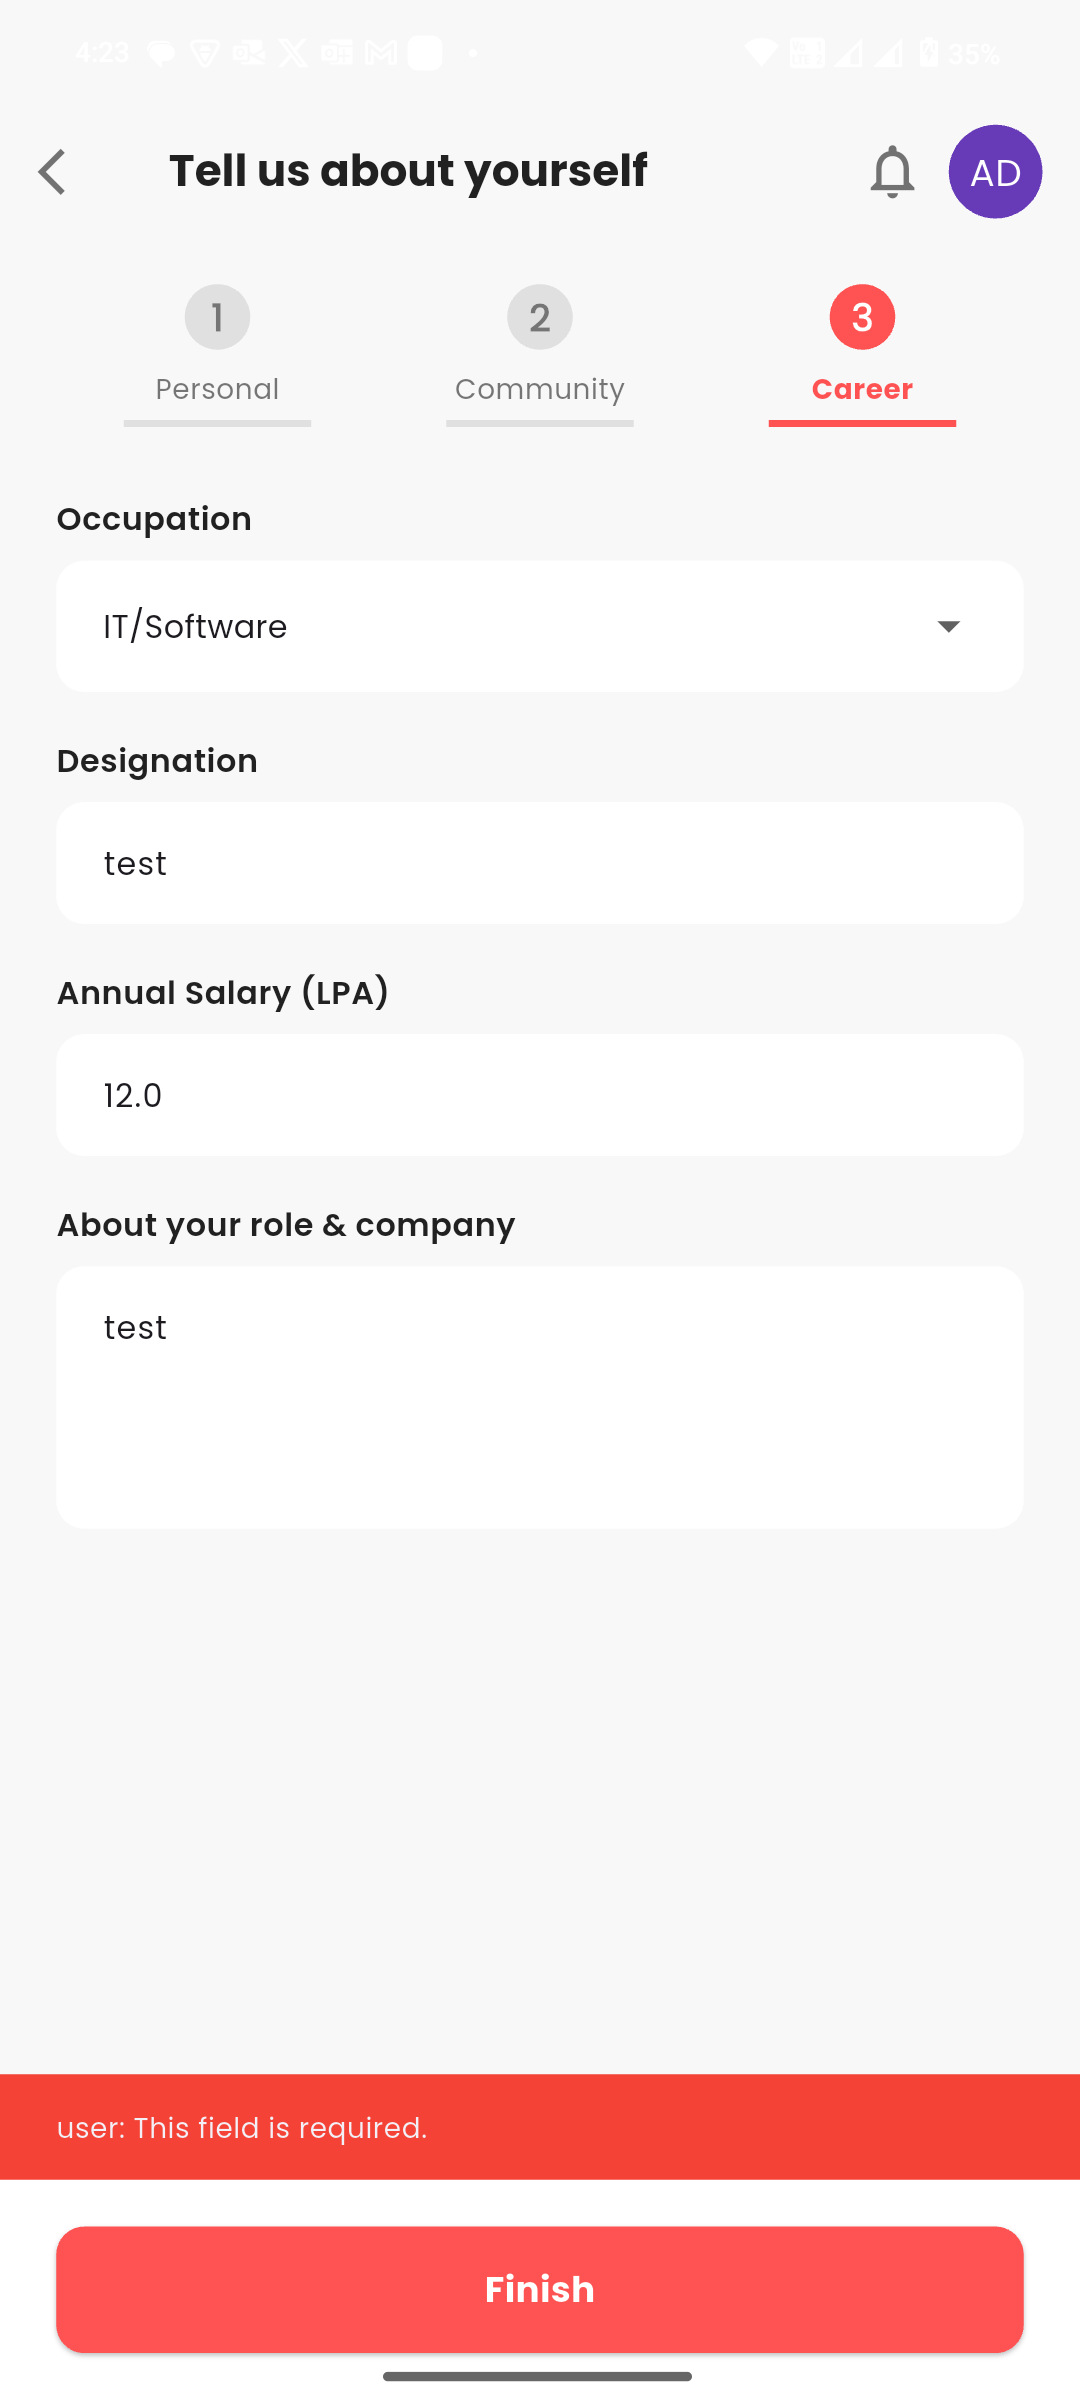 4:23
35%
Tell us about yourself
AD
1
2
3
Personal
Community
Career
Occupation
IT/Software
Designation
test
Annual Salary (LPA)
12.0
About your role & company
test
user: This field is required.
Finish